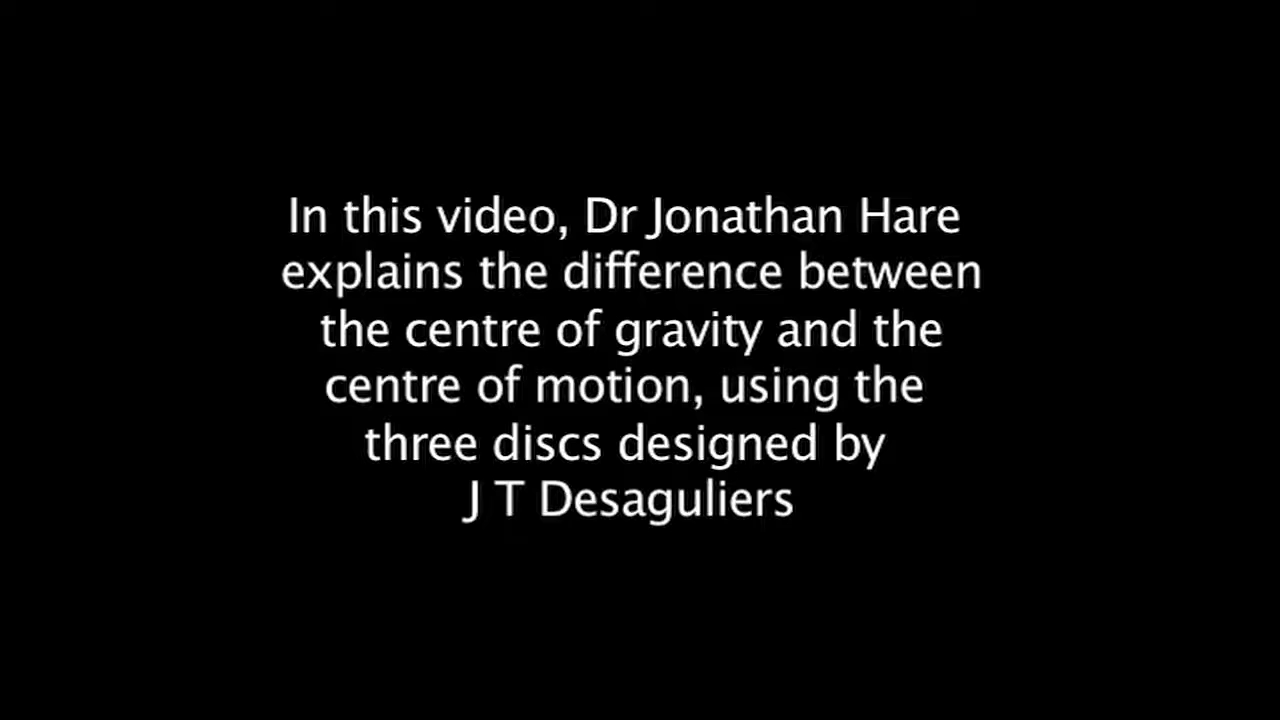 In this video, Dr Jonathan Hare
explains the difference between
the centre of gravity and the
centre of motion, using the
three discs designed by
J T Desaguliers